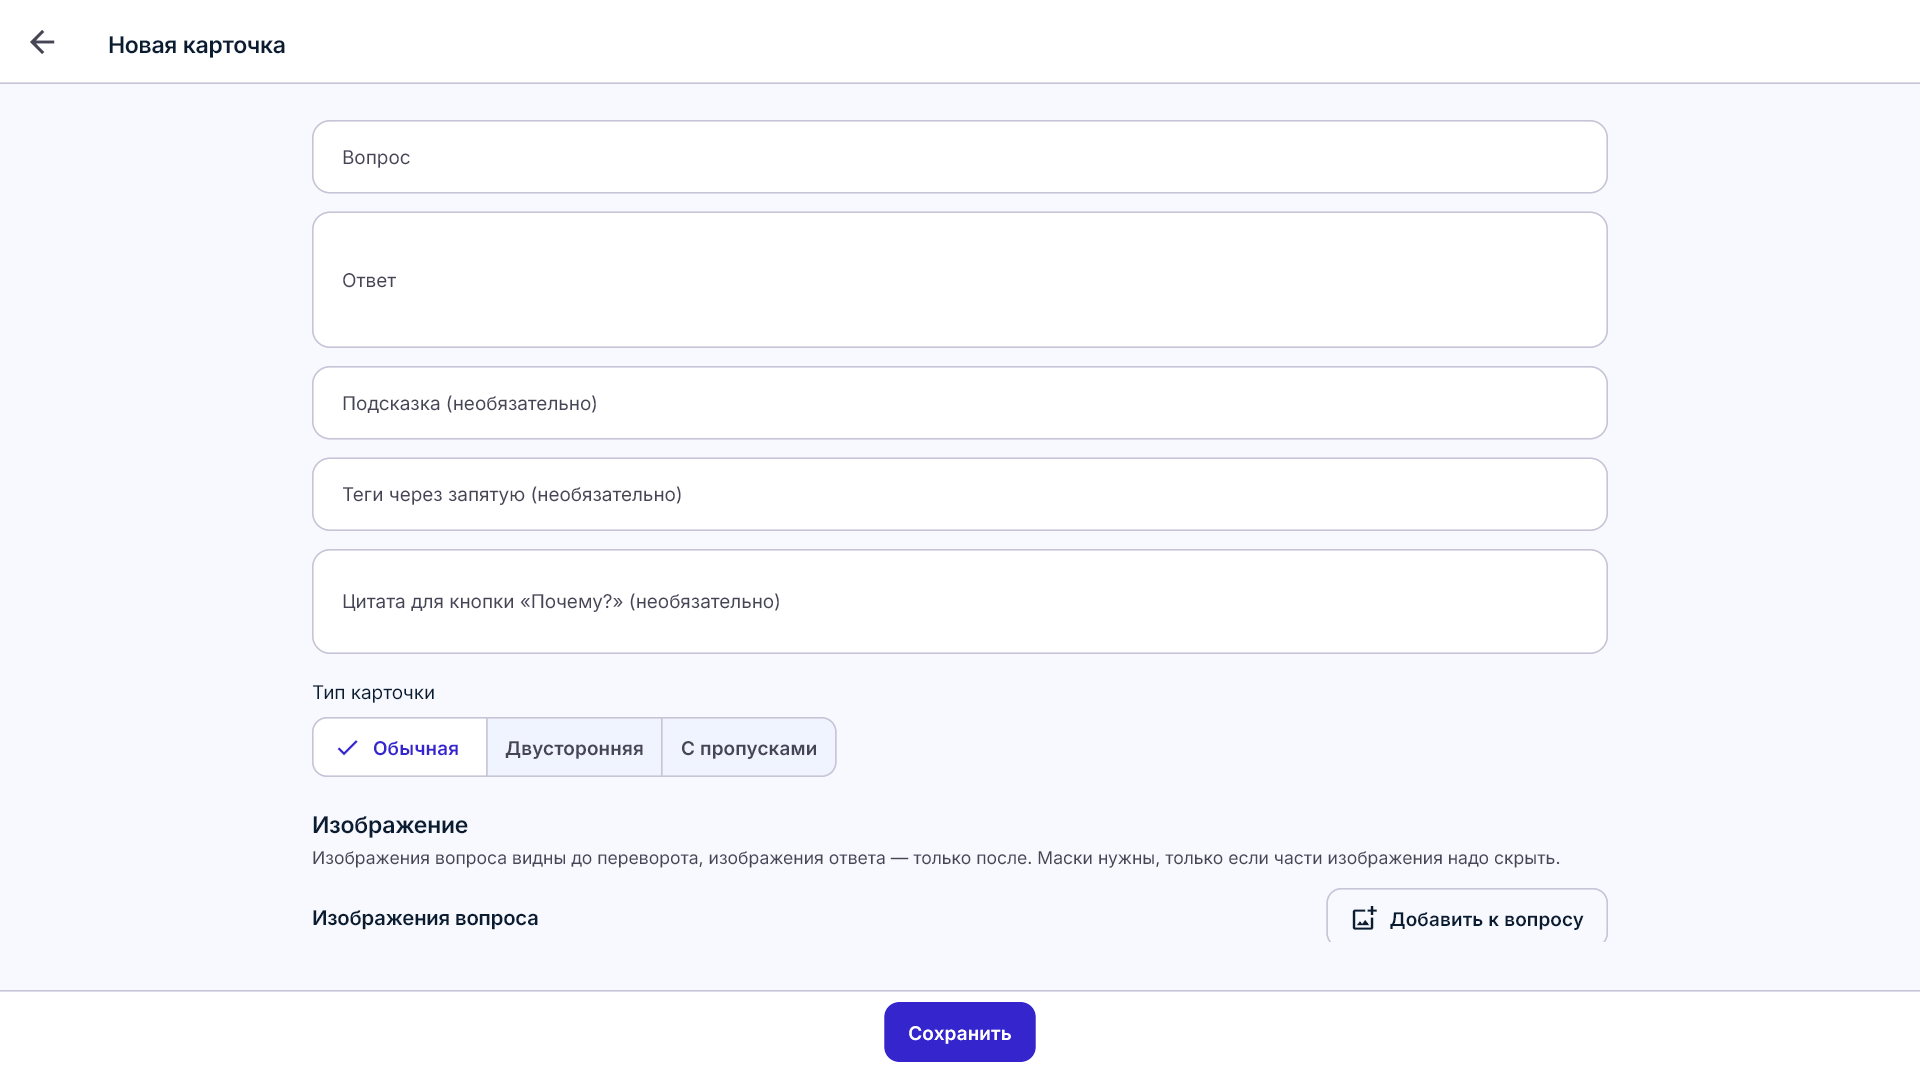 Новая карточка
Вопрос
Ответ
Подсказка (необязательно)
Теги через запятую (необязательно)
Цитата для кнопки «Почему?» (необязательно)
Тип карточки
Обычная
Двусторонняя
С пропусками
Изображение
Изображения вопроса видны до переворота, изображения ответа — только после. Маски нужны, только если части изображения надо скрыть.
Изображения вопроса
Добавить к вопросу
Сохранить